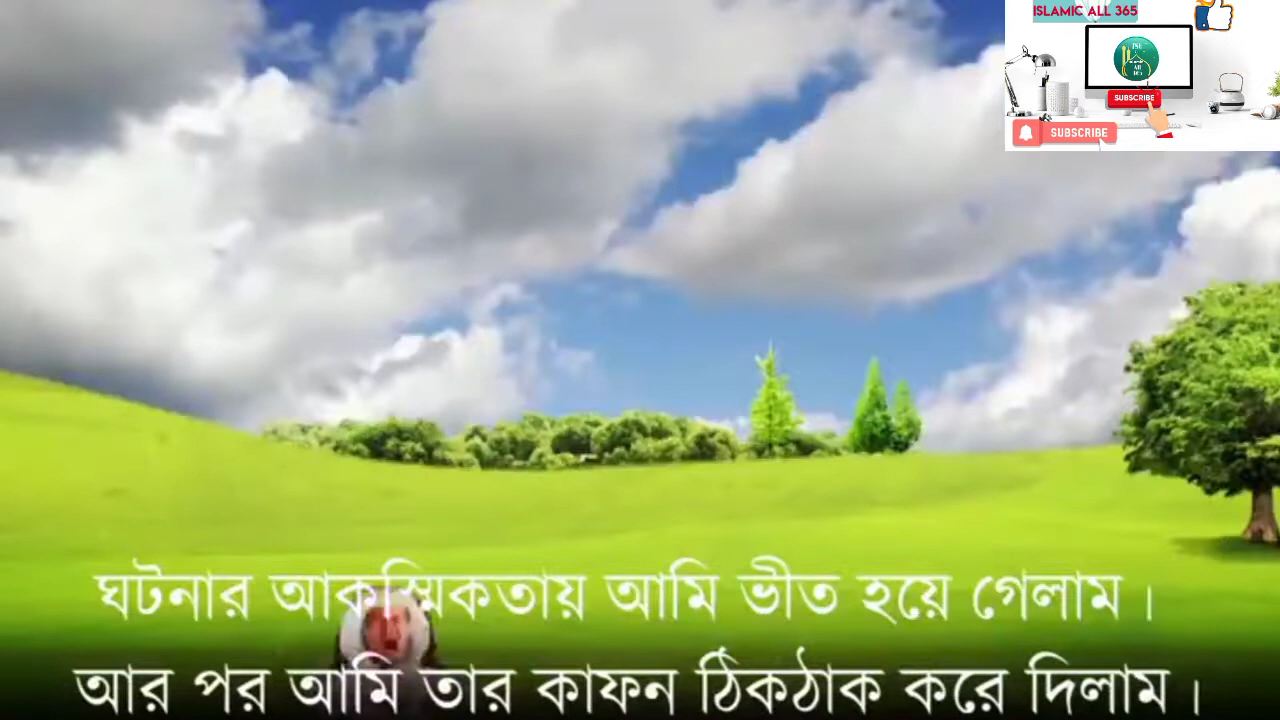 ISLAMIC ALL 365
SUBSCRIBE
SUBSCRIBE
ঘটনার আকস্মিকতায় আমি ভীত হয়ে গেলাম।
আর পর আমি তার কাফন ঠিকঠাক করে দিলাম।